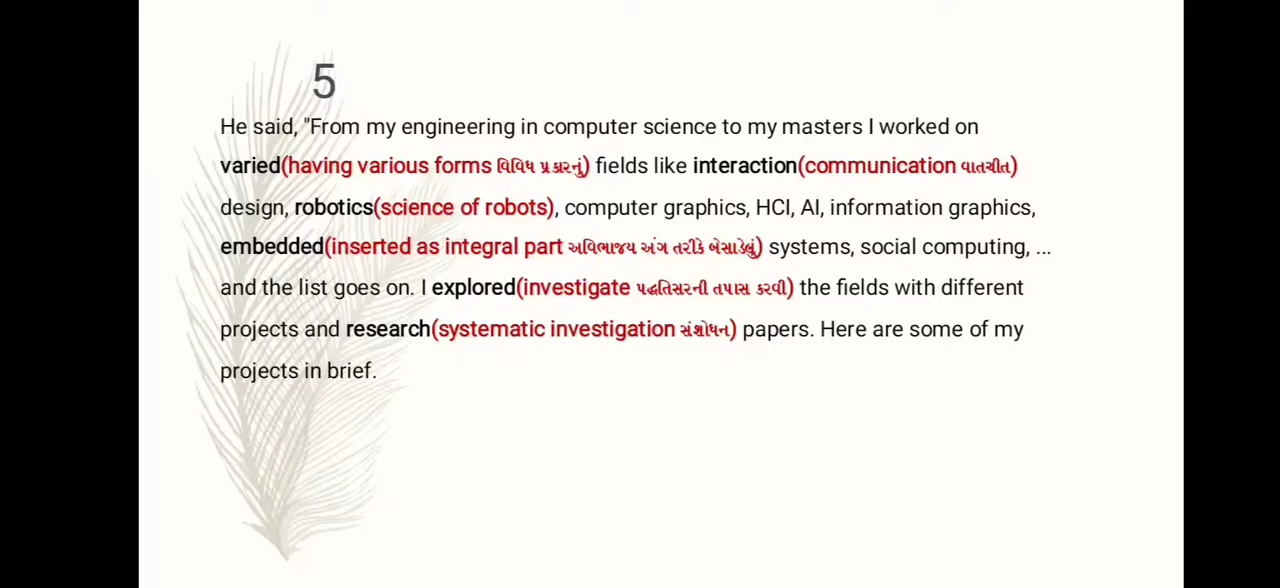 5
He said, "From my engineering in computer science to my masters I worked on
varied(having various forms વિવિધ પ્રકારનું) fields like interaction(communication વાતચીત)
design, robotics(science of robots), computer graphics, HCI, AI, information graphics,
embedded(inserted as integral part અવિભાજય અંગ તરીકે બેસાડેલું) systems, social computing, ...
and the list goes on. I explored(investigate પદ્ધતિસરની તપાસ કરવી) the fields with different
projects and research(systematic investigation સંશોધન) papers. Here are some of my
projects in brief.